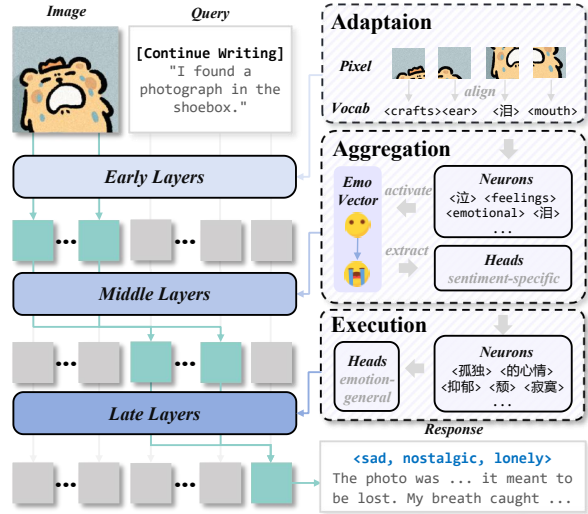 Image
Query
[Continue Writing]
"I found a
photograph in the
shoebox."
Early Layers
Middle Layers
Late Layers
Adaptaion
Pixel
align
Vocab
<crafts><ear> <泪> <mouth>
Aggregation
Emo
Vector
activate
extract
Neurons
<泣> <feelings>
<emotional> <泪>
...
Heads
sentiment-specific
Execution
Heads
emotion-
general
Neurons
<孤独> <的心情>
<抑郁> <颓> <寂寞>
...
Response
<sad, nostalgic, lonely>
The photo was ... it meant to
be lost. My breath caught ...